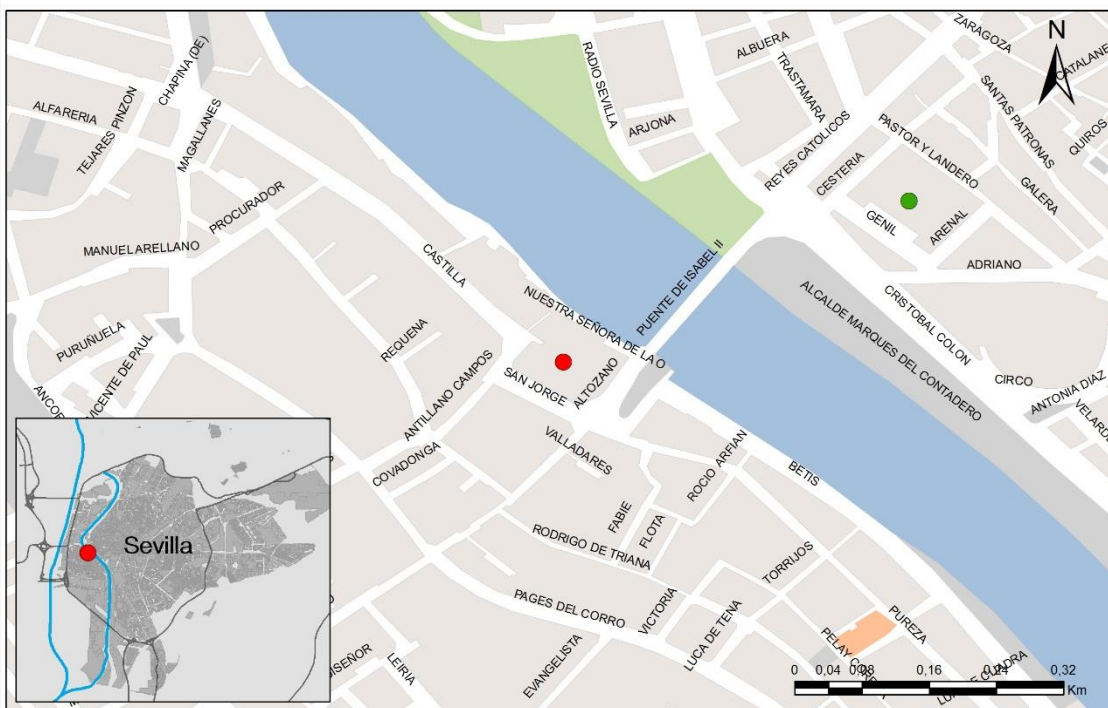 ZARAGOZA
N
CATALANE
SANTAS PATRONAS
QUIROS
ALBUERA
TRASTAMARA
RADIO SEVILLA
ARJONA
REYES CATOLICOS
PASTOR Y LANDERO
CESTERIA
GALERA
GENIL
ARENAL
ADRIANO
CHAPINA (DE)
ALFARERIA
TEJARES PINZON
MAGALLANES
PROCURADOR
MANUEL ARELLANO
CASTILLA
PUENTE DE ISABEL II
NUESTRA SEÑORA DE LA O
ALCALDE MARQUES DEL CONTADERO
CRISTOBAL COLON
CIRCO
ANTONIA DIAZ
VELARD
PURUÑUELA
VICENTE DE PAUL
ANCOR
REQUENA
ANTILLANO CAMPOS
SAN JORGE
ALTOZANO
COVADONGA
VALLADARES
ROCIO ARFIAN
BETIS
FABIE
FLOTA
RODRIGO DE TRIANA
TORRIJOS
PAGES DEL CORRO
VICTORIA
LUCA DE TENA
PUREZA
EVANGELISTA
LEIRIA
Sevilla
0 0,04 0,08 0,16 0,24 0,32
Km